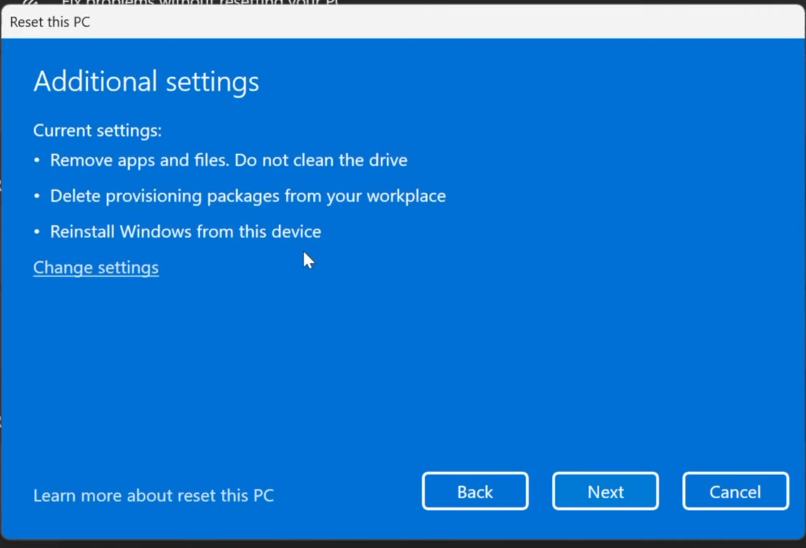 Fix problems without resetting your PC
Reset this PC
Additional settings
Current settings:
• Remove apps and files. Do not clean the drive
• Delete provisioning packages from your workplace
• Reinstall Windows from this device
Change settings
Learn more about reset this PC
Back
Next
Cancel